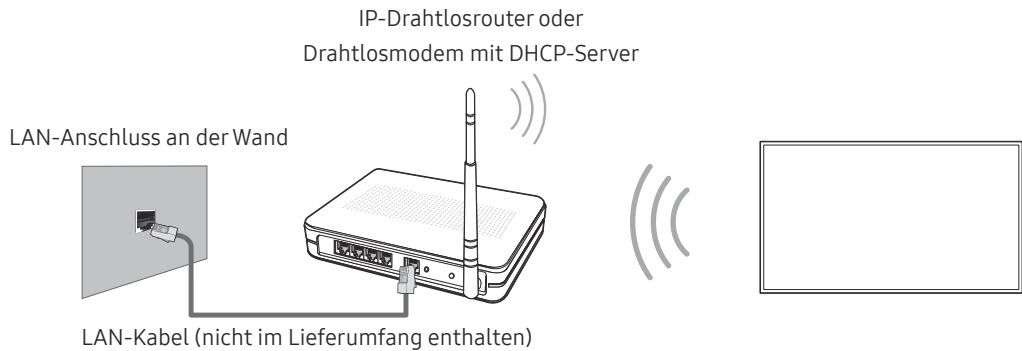 IP-Drahtlosrouter oder
Drahtlosmodem mit DHCP-Server
LAN-Anschluss an der Wand
LAN-Kabel (nicht im Lieferumfang enthalten)